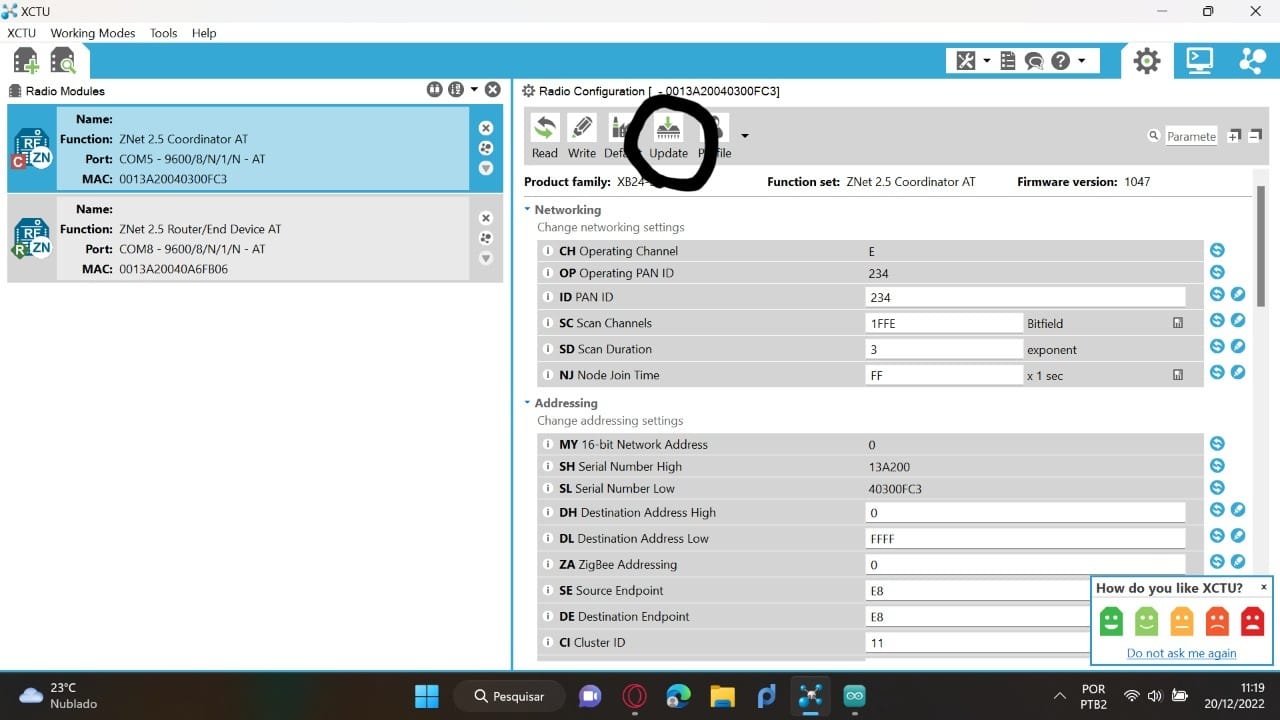 XCTU
XCTU Working Modes Tools Help
Radio Modules
Name:
Function: ZNet 2.5 Coordinator AT
Port: COM5 - 9600/8/N/1/N - AT
MAC: 0013A20040300FC3
RF
ZN
C
Name:
Function: ZNet 2.5 Router/End Device AT
Port: COM8 - 9600/8/N/1/N - AT
MAC: 0013A20040A6FB06
RF
ZN
R
Radio Configuration [ - 0013A20040300FC3]
Read Write Update
Paramete
Product family: Function set: ZNet 2.5 Coordinator AT Firmware version: 1047
Networking
Change networking settings
CH Operating Channel E
OP Operating PAN ID 234
ID PAN ID 234
SC Scan Channels 1FFE Bitfield
SD Scan Duration 3 exponent
NJ Node Join Time FF x 1 sec
Addressing
Change addressing settings
MY 16-bit Network Address 0
SH Serial Number High 13A200
SL Serial Number Low 40300FC3
DH Destination Address High 0
DL Destination Address Low FFFF
ZA ZigBee Addressing 0
SE Source Endpoint E8
DE Destination Endpoint E8
CI Cluster ID 11
How do you like XCTU? x
Do not ask me again
23°C
Nublado
Pesquisar
POR
PTB2
11:19
20/12/2022